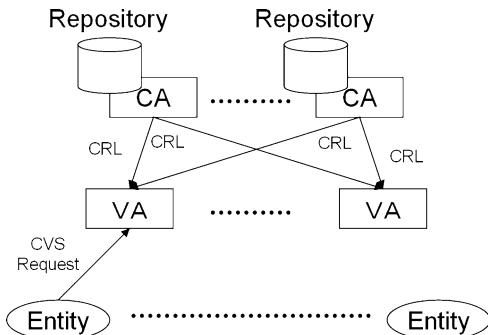 Repository Repository
CA CA
CRL CRL CRL CRL
VA VA
CVS
Request
Entity Entity